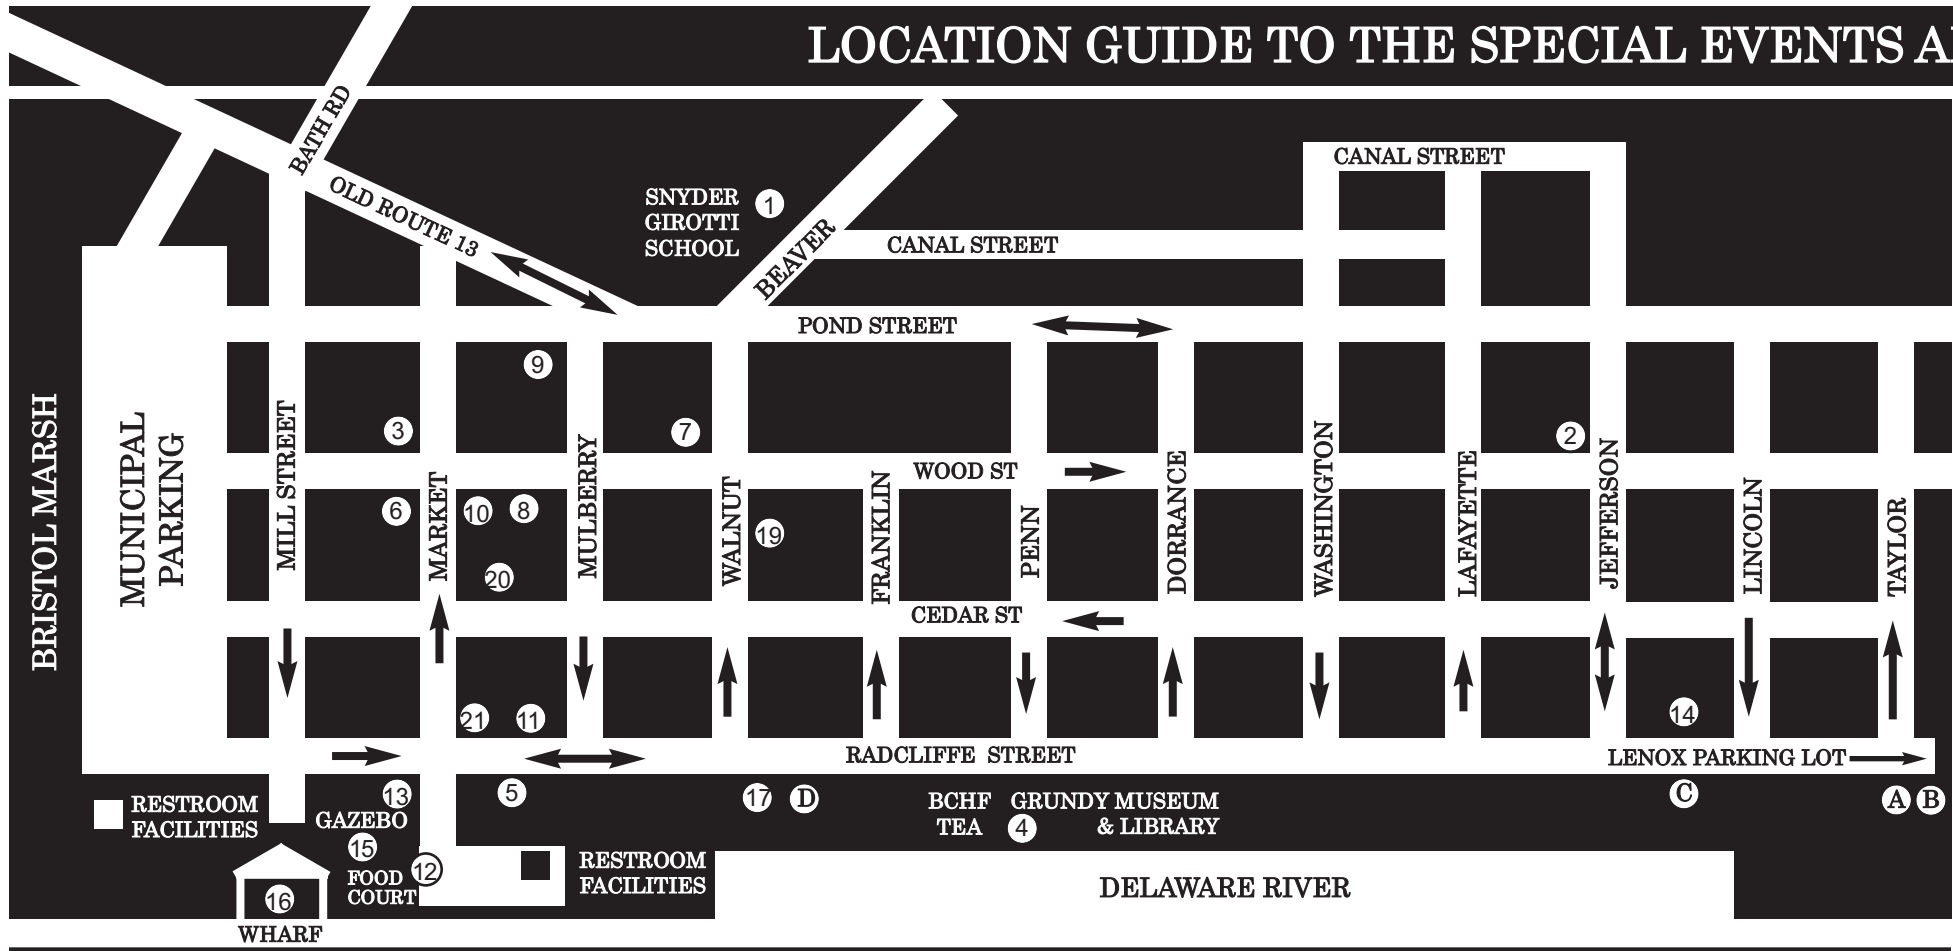 LOCATION GUIDE TO THE SPECIAL EVENTS A
BATH RD
OLD ROUTE 13
SNYDER
GIROTTI
SCHOOL
1
BEAVER
CANAL STREET
CANAL STREET
POND STREET
9
3
7
2
BRISTOL MARSH
MUNICIPAL
PARKING
MILL STREET
MARKET
MULBERRY
WALNUT
FRANKLIN
WOOD ST
PENN
DORRANCE
WASHINGTON
LAFAYETTE
JEFFERSON
LINCOLN
TAYLOR
6
10
8
19
20
CEDAR ST
21
11
14
RADCLIFFE STREET
LENOX PARKING LOT
RESTROOM
FACILITIES
13
GAZEBO
15
FOOD
COURT
12
5
17
D
BCHF
TEA
4
GRUNDY MUSEUM
& LIBRARY
C
A
B
16
WHARF
RESTROOM
FACILITIES
DELAWARE RIVER